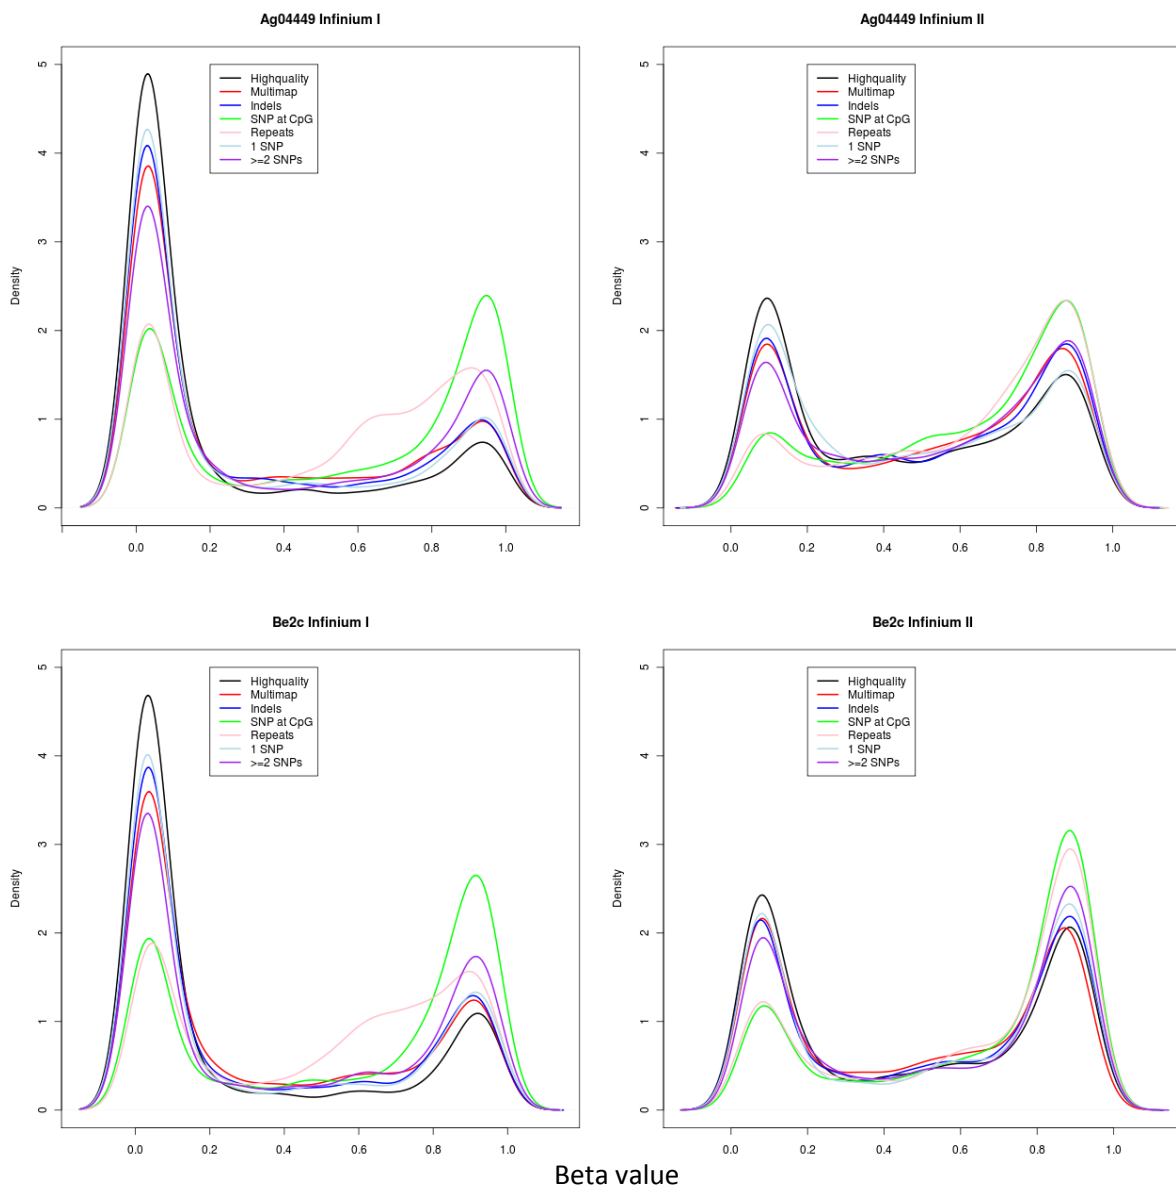 Ag04449 Infinium I
Density
0 1 2 3 4 5
0.0 0.2 0.4 0.6 0.8 1.0
Highquality
Multimap
Indels
SNP at CpG
Repeats
1 SNP
>=2 SNPs
Ag04449 Infinium II
Density
0 1 2 3 4 5
0.0 0.2 0.4 0.6 0.8 1.0
Highquality
Multimap
Indels
SNP at CpG
Repeats
1 SNP
>=2 SNPs
Be2c Infinium I
Density
0 1 2 3 4 5
0.0 0.2 0.4 0.6 0.8 1.0
Highquality
Multimap
Indels
SNP at CpG
Repeats
1 SNP
>=2 SNPs
Be2c Infinium II
Density
0 1 2 3 4 5
0.0 0.2 0.4 0.6 0.8 1.0
Highquality
Multimap
Indels
SNP at CpG
Repeats
1 SNP
>=2 SNPs
Beta value